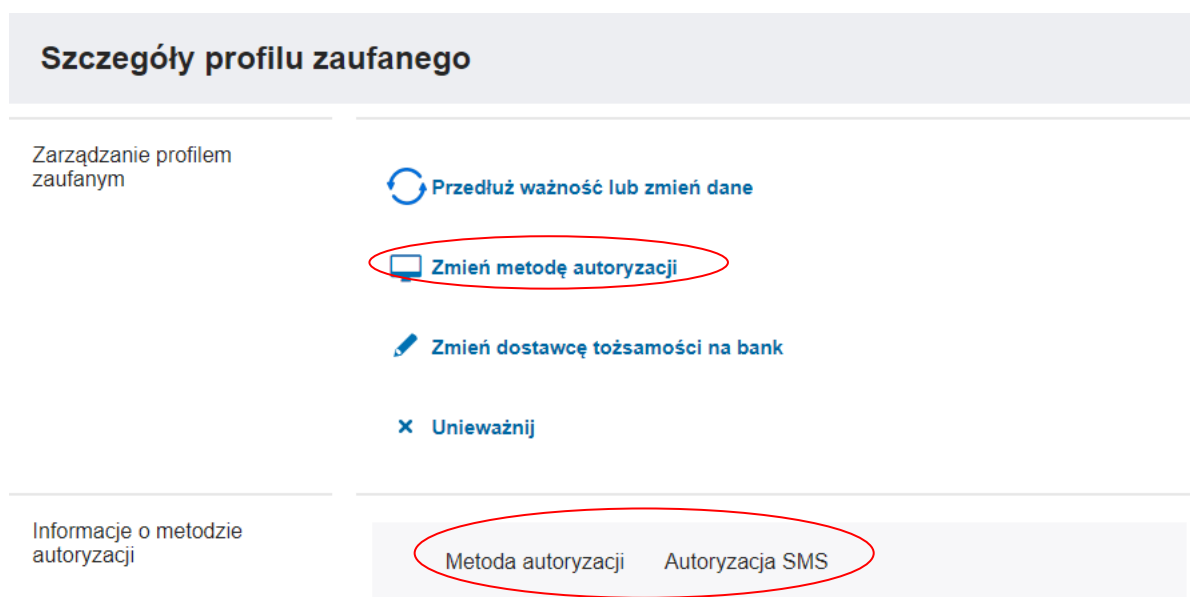 Szczegóły profilu zaufanego
Zarządzanie profilem
zaufanym
Przedłuż ważność lub zmień dane
Zmień metodę autoryzacji
Zmień dostawcę tożsamości na bank
Unieważnij
Informacje o metodzie
autoryzacji
Metoda autoryzacji Autoryzacja SMS